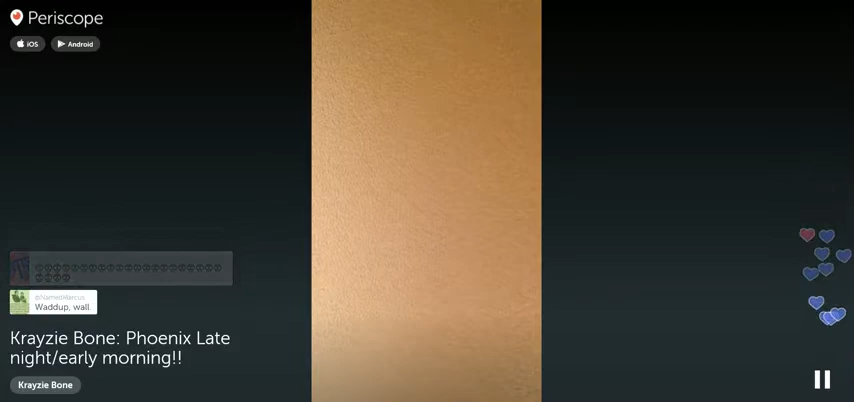 Periscope
iOS
Android
Waddup, wall.
Krayzie Bone: Phoenix Late
night/early morning!!
Krayzie Bone